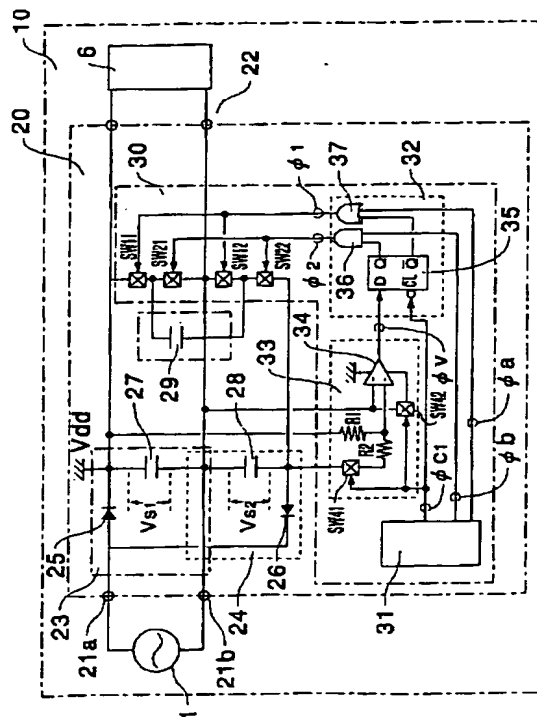 10
20
6
22
30
φ1
37
32
φ2
36
35
SW11
SW21
SW12
SW22
29
D Q
CL Q̅
34
33
φV
Vdd
27
28
Vs1
Vs2
R1
R2
SW41
SW42
φC1
φb
φa
25
26
23
24
21a
21b
31
1